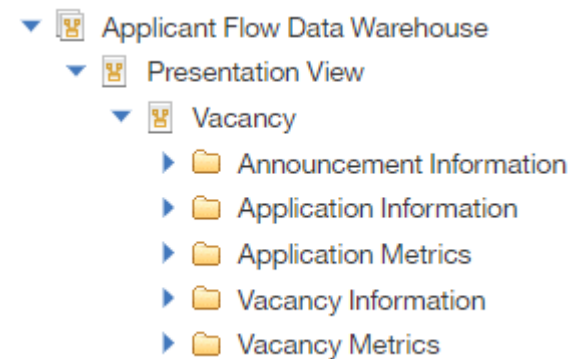 Applicant Flow Data Warehouse
Presentation View
Vacancy
Announcement Information
Application Information
Application Metrics
Vacancy Information
Vacancy Metrics